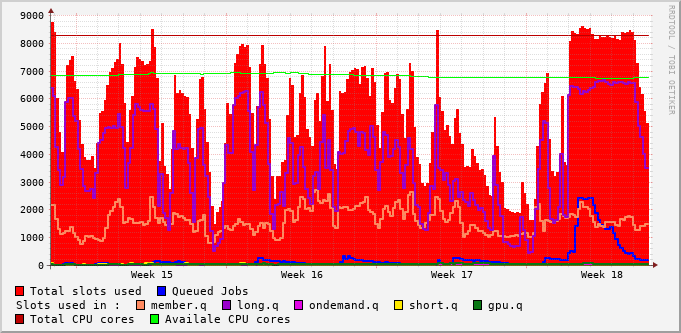 9000
8000
7000
6000
5000
4000
3000
2000
1000
0
Week 15 Week 16 Week 17 Week 18
Total slots used Queued Jobs
Slots used in : member.q long.q ondemand.q short.q gpu.q
Total CPU cores Availale CPU cores
RRDTOOL / TOBI OETIKER